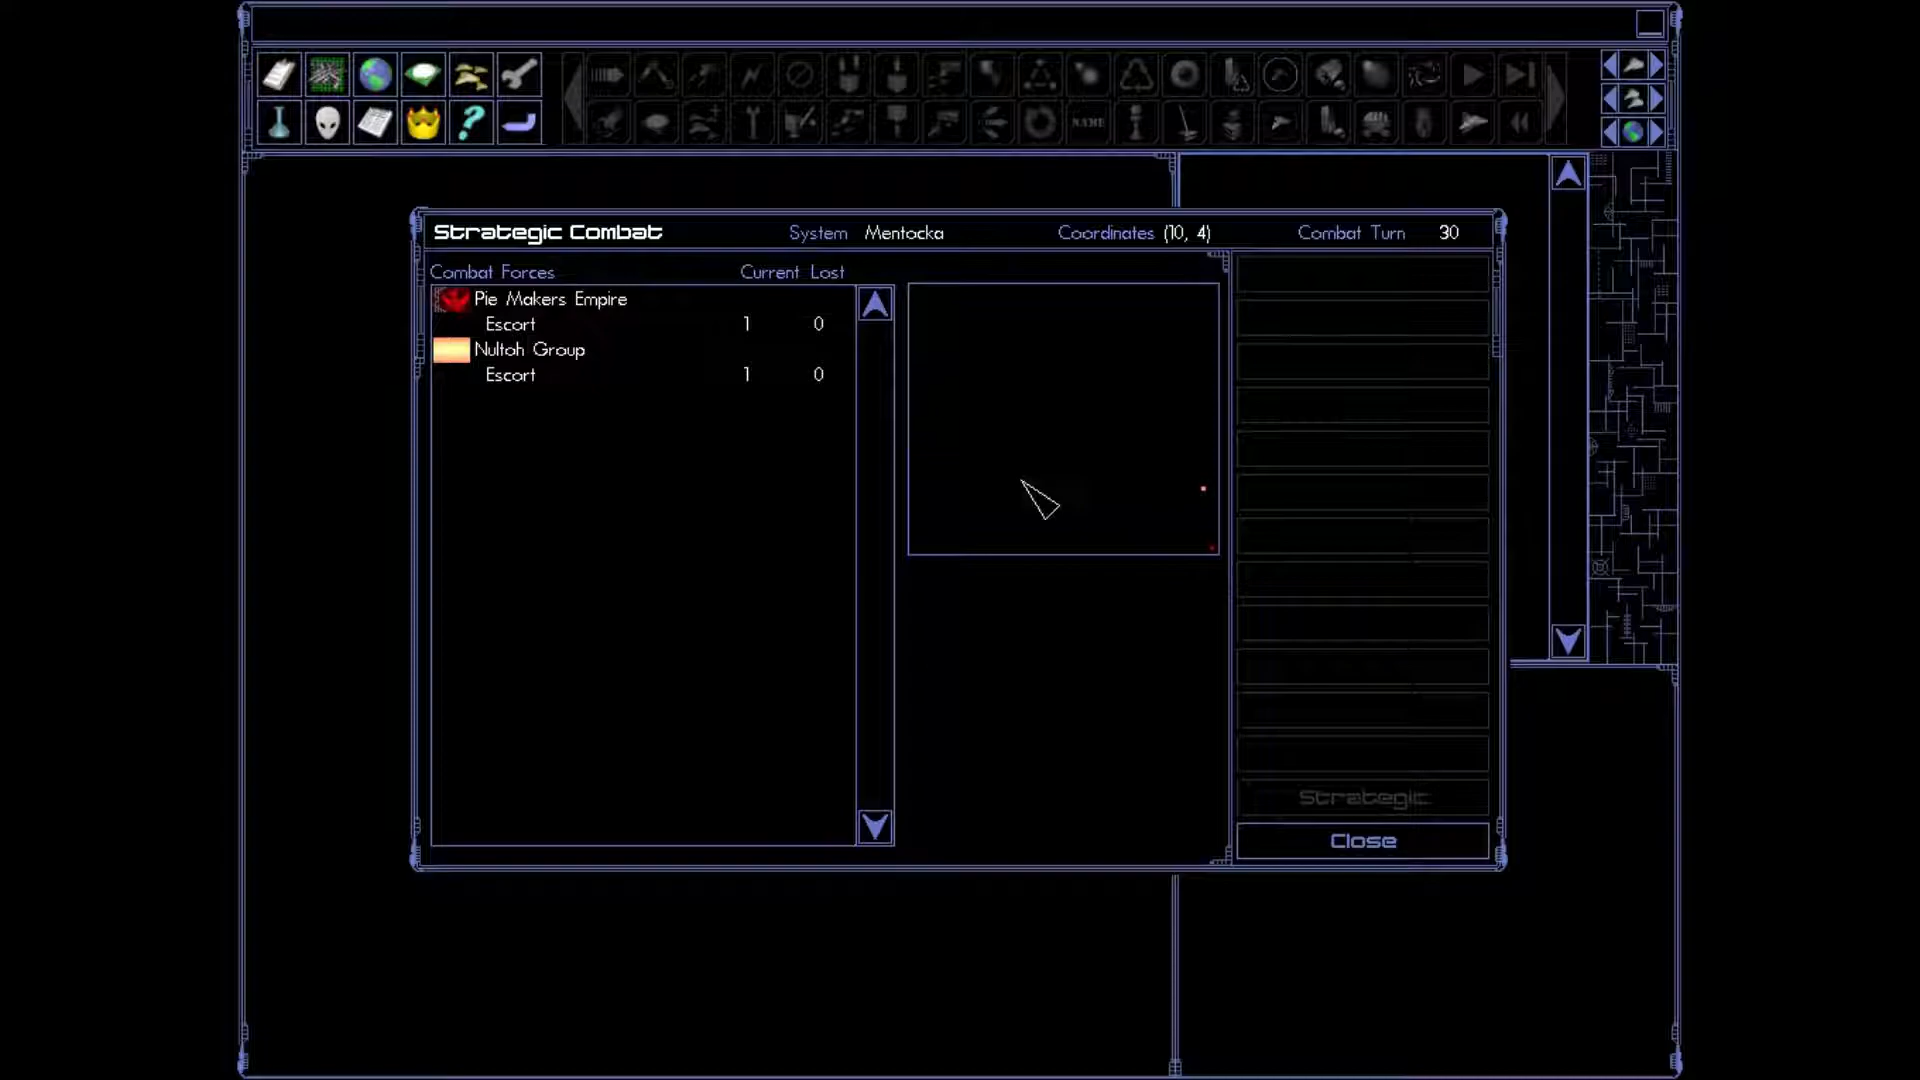 NAME
Strategic Combat System Mentocka Coordinates (10, 4) Combat Turn 30
Combat Forces Current Lost
Pie Makers Empire
Escort 1 0
Nultoh Group
Escort 1 0
Strategic
Close